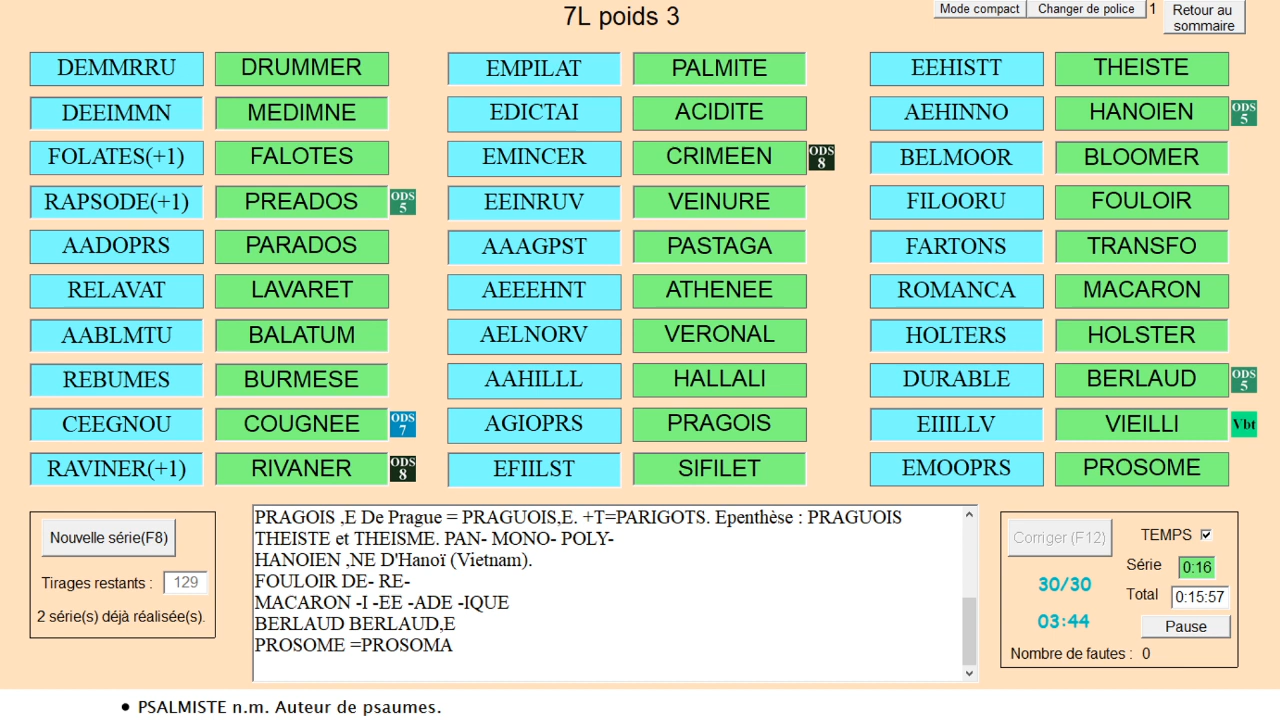 7L poids 3
Mode compact Changer de police 1 Retour au sommaire
DEMMRRU DRUMMER EMPILAT PALMITE EEHISTT THEISTE
DEEIMMN MEDIMNE EDICTAI ACIDITE AEHINNO HANOIEN ODS 5
FOLATES(+1) FALOTES EMINCER CRIMEEN ODS 8 BELMOOR BLOOMER
RAPSODE(+1) PREADOS ODS 5 EEINRUV VEINURE FILOORU FOULOIR
AADOPRS PARADOS AAAGPST PASTAGA FARTONS TRANSFO
RELAVAT LAVARET AEEEHNT ATHENEE ROMANCA MACARON
AABLMTU BALATUM AELNORV VERONAL HOLTERS HOLSTER
REBUMES BURMESE AAHILLL HALLALI DURABLE BERLAUD ODS 5
CEEGNOU COUGNEE ODS 7 AGIOPRS PRAGOIS EIIILLV VIEILLI Vbt
RAVINER(+1) RIVANER ODS 8 EFIILST SIFILET EMOOPRS PROSOME
Nouvelle série(F8)
Tirages restants : 129
2 série(s) déjà réalisée(s).
PRAGOIS ,E De Prague = PRAGUOIS,E. +T=PARIGOTS. Epenthèse : PRAGUOIS
THEISTE et THEISME. PAN- MONO- POLY-
HANOIEN ,NE D'Hanoï (Vietnam).
FOULOIR DE- RE-
MACARON -I -EE -ADE -IQUE
BERLAUD BERLAUD,E
PROSOME =PROSOMA
Corriger (F12) TEMPS
Série 0:16
30/30
Total 0:15:57
03:44
Pause
Nombre de fautes : 0
• PSALMISTE n.m. Auteur de psaumes.